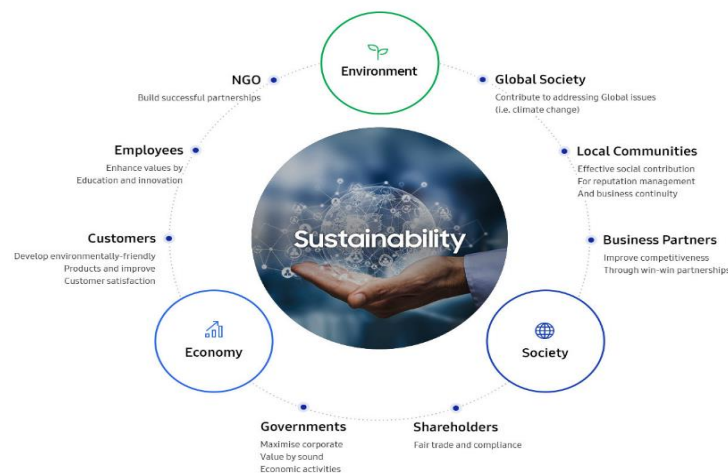 Environment
NGO
Build successful partnerships
Global Society
Contribute to addressing Global issues
(i.e. climate change)
Employees
Enhance values by
Education and innovation
Local Communities
Effective social contribution
For reputation management
And business continuity
Sustainability
Customers
Develop environmentally-friendly
Products and improve
Customer satisfaction
Business Partners
Improve competitiveness
Through win-win partnerships
Economy
Society
Governments
Maximise corporate
Value by sound
Economic activities
Shareholders
Fair trade and compliance